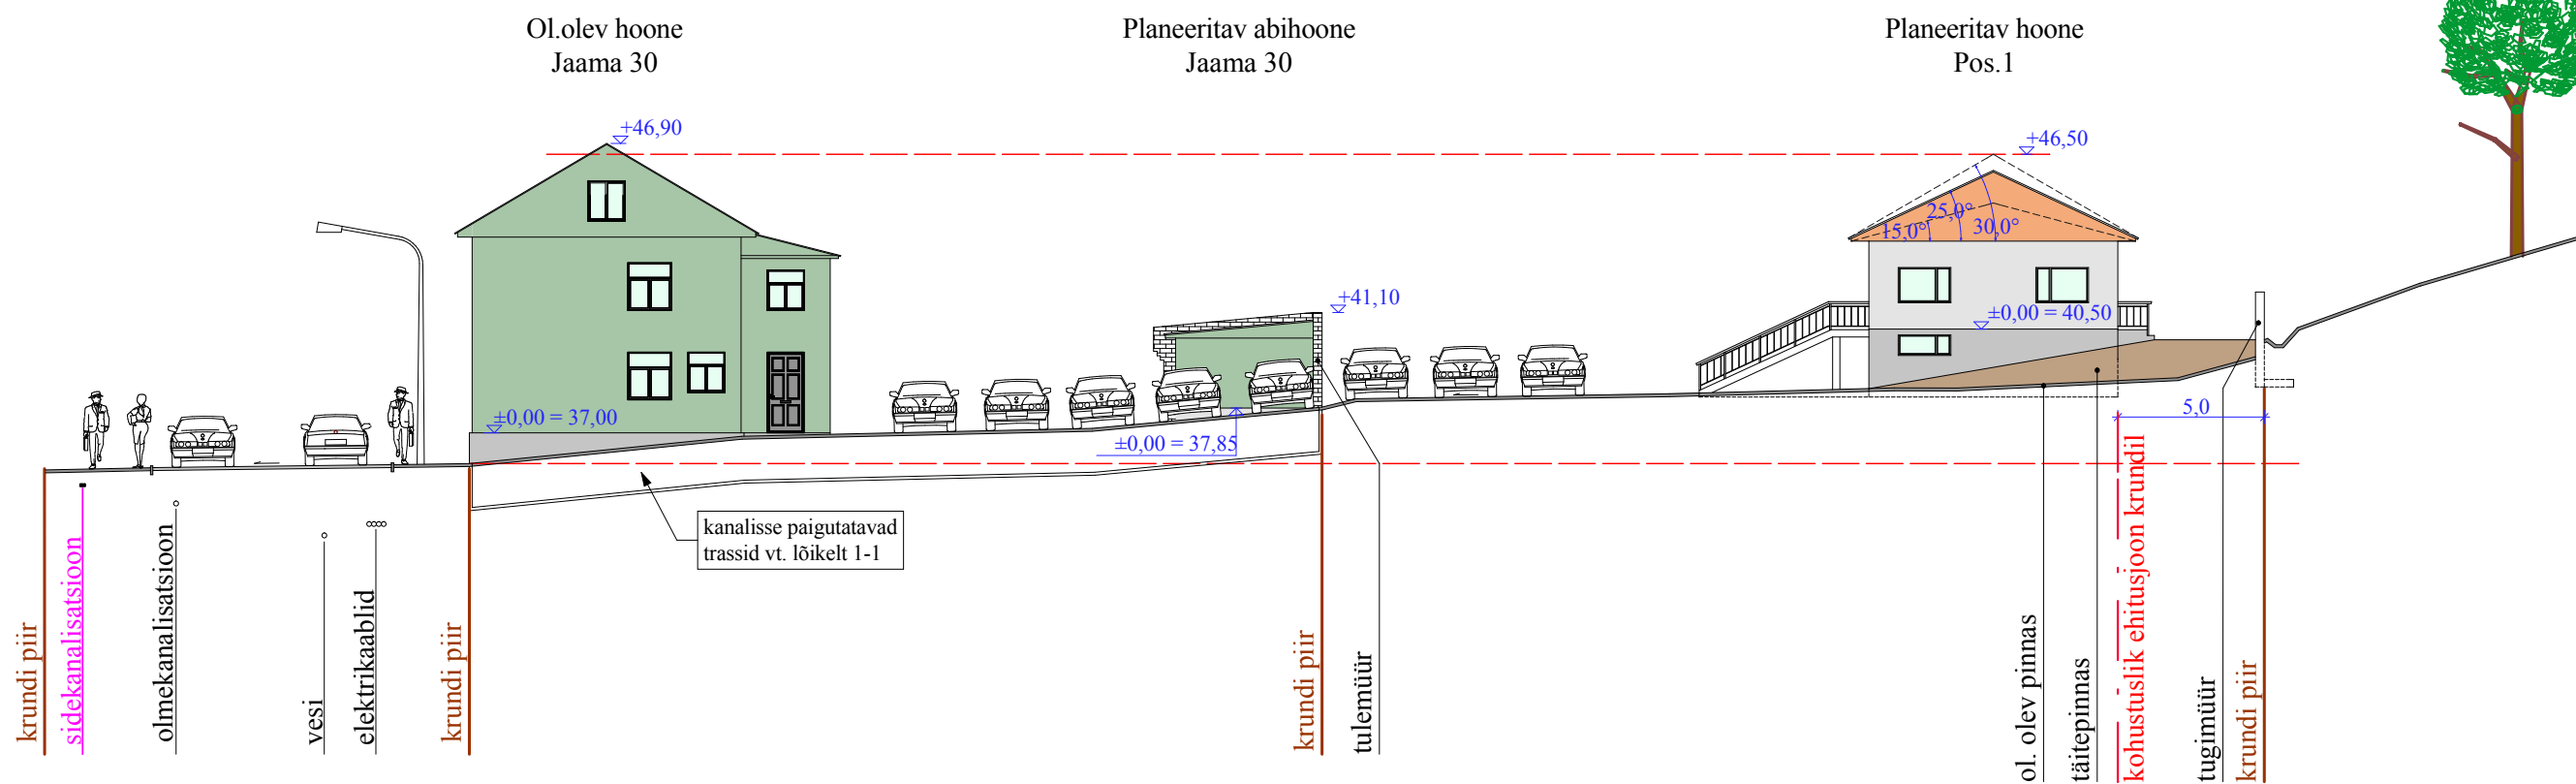 Ol.olev hoone
Jaama 30
Planeeritav abihoone
Jaama 30
Planeeritav hoone
Pos.1
+46,90
+46,50
25,0°
15,0°
30,0°
+41,10
±0,00 = 40,50
±0,00 = 37,00
±0,00 = 37,85
5,0
kanalisse paigutatavad
trassid vt. lõikelt 1-1
krundi piir
sidekanalisatsioon
olmekanalisatsioon
vesi
elektrikaablid
krundi piir
krundi piir
tulemüür
ol. olev pinnas
täitepinnas
kohustuslik ehitusjoon krundil
tugimüür
krundi piir